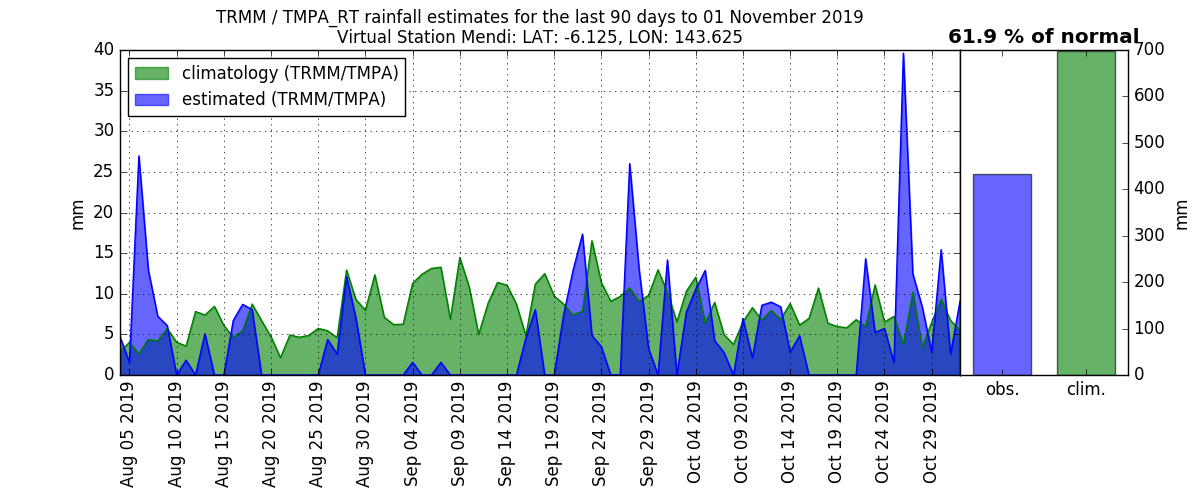 TRMM / TMPA_RT rainfall estimates for the last 90 days to 01 November 2019
Virtual Station Mendi: LAT: -6.125, LON: 143.625
61.9 % of normal
climatology (TRMM/TMPA)
estimated (TRMM/TMPA)
mm
40
35
30
25
20
15
10
5
0
Aug 05 2019
Aug 10 2019
Aug 15 2019
Aug 20 2019
Aug 25 2019
Aug 30 2019
Sep 04 2019
Sep 09 2019
Sep 14 2019
Sep 19 2019
Sep 24 2019
Sep 29 2019
Oct 04 2019
Oct 09 2019
Oct 14 2019
Oct 19 2019
Oct 24 2019
Oct 29 2019
700
600
500
400
300
200
100
0
mm
obs.
clim.